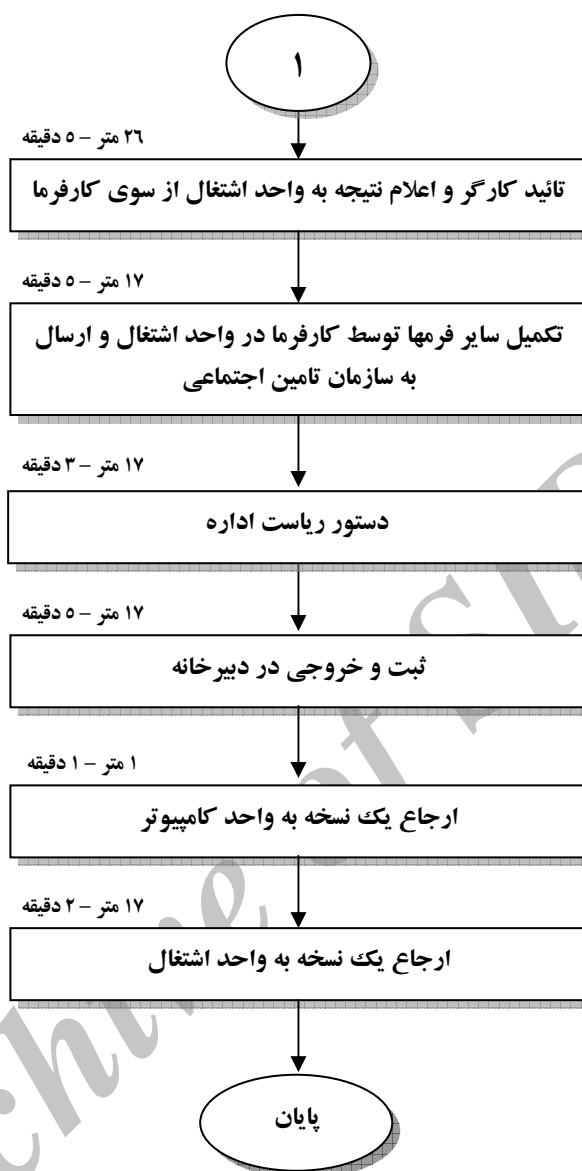 ۱
۲۶ متر – ۵ دقیقه
تائید کارگر و اعلام نتیجه به واحد اشتغال از سوی کارفرما
۱۷ متر – ۵ دقیقه
تکمیل سایر فرمها توسط کارفرما در واحد اشتغال و ارسال
به سازمان تامین اجتماعی
۱۷ متر – ۳ دقیقه
دستور ریاست اداره
۱۷ متر – ۵ دقیقه
ثبت و خروجی در دبیرخانه
۱ متر – ۱ دقیقه
ارجاع یک نسخه به واحد کامپیوتر
۱۷ متر – ۲ دقیقه
ارجاع یک نسخه به واحد اشتغال
پایان